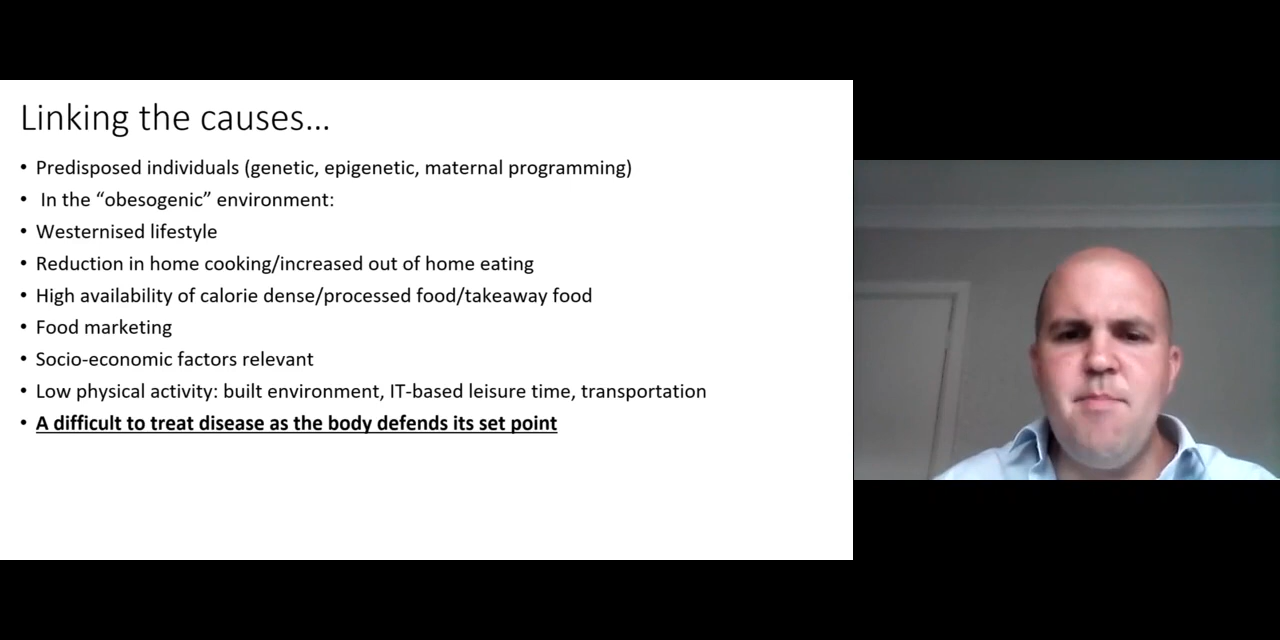 Linking the causes...
• Predisposed individuals (genetic, epigenetic, maternal programming)
• In the “obesogenic” environment:
• Westernised lifestyle
• Reduction in home cooking/increased out of home eating
• High availability of calorie dense/processed food/takeaway food
• Food marketing
• Socio-economic factors relevant
• Low physical activity: built environment, IT-based leisure time, transportation
• A difficult to treat disease as the body defends its set point